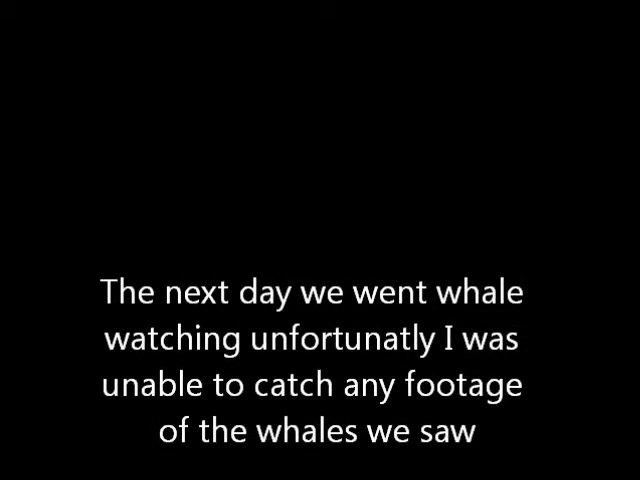 The next day we went whale
watching unfortunatly I was
unable to catch any footage
of the whales we saw